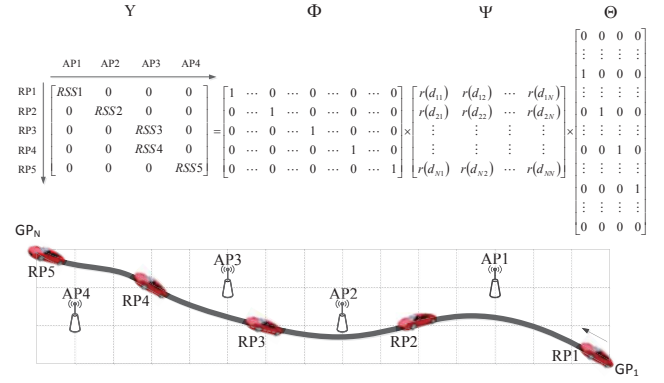 Y Φ Ψ Θ
AP1 AP2 AP3 AP4
RP1 RSS1 0 0 0
RP2 0 RSS2 0 0
RP3 0 0 RSS3 0
RP4 0 0 RSS4 0
RP5 0 0 0 RSS5
=
1 ⋯ 0 ⋯ 0 ⋯ 0 ⋯ 0
0 ⋯ 1 ⋯ 0 ⋯ 0 ⋯ 0
0 ⋯ 0 ⋯ 1 ⋯ 0 ⋯ 0
0 ⋯ 0 ⋯ 0 ⋯ 1 ⋯ 0
0 ⋯ 0 ⋯ 0 ⋯ 0 ⋯ 1
×
r(d₁₁) r(d₁₂) ⋯ r(d₁N)
r(d₂₁) r(d₂₂) ⋯ r(d₂N)
⋮ ⋮ ⋮ ⋮
⋮ ⋮ ⋮ ⋮
r(dN₁) r(dN₂) ⋯ r(dNN)
×
0 0 0 0
⋮ ⋮ ⋮ ⋮
1 0 0 0
⋮ ⋮ ⋮ ⋮
0 1 0 0
⋮ ⋮ ⋮ ⋮
0 0 1 0
⋮ ⋮ ⋮ ⋮
0 0 0 1
⋮ ⋮ ⋮ ⋮
0 0 0 0
GPN
RP5
AP4
RP4
AP3
RP3
AP2
RP2
AP1
RP1
GP₁